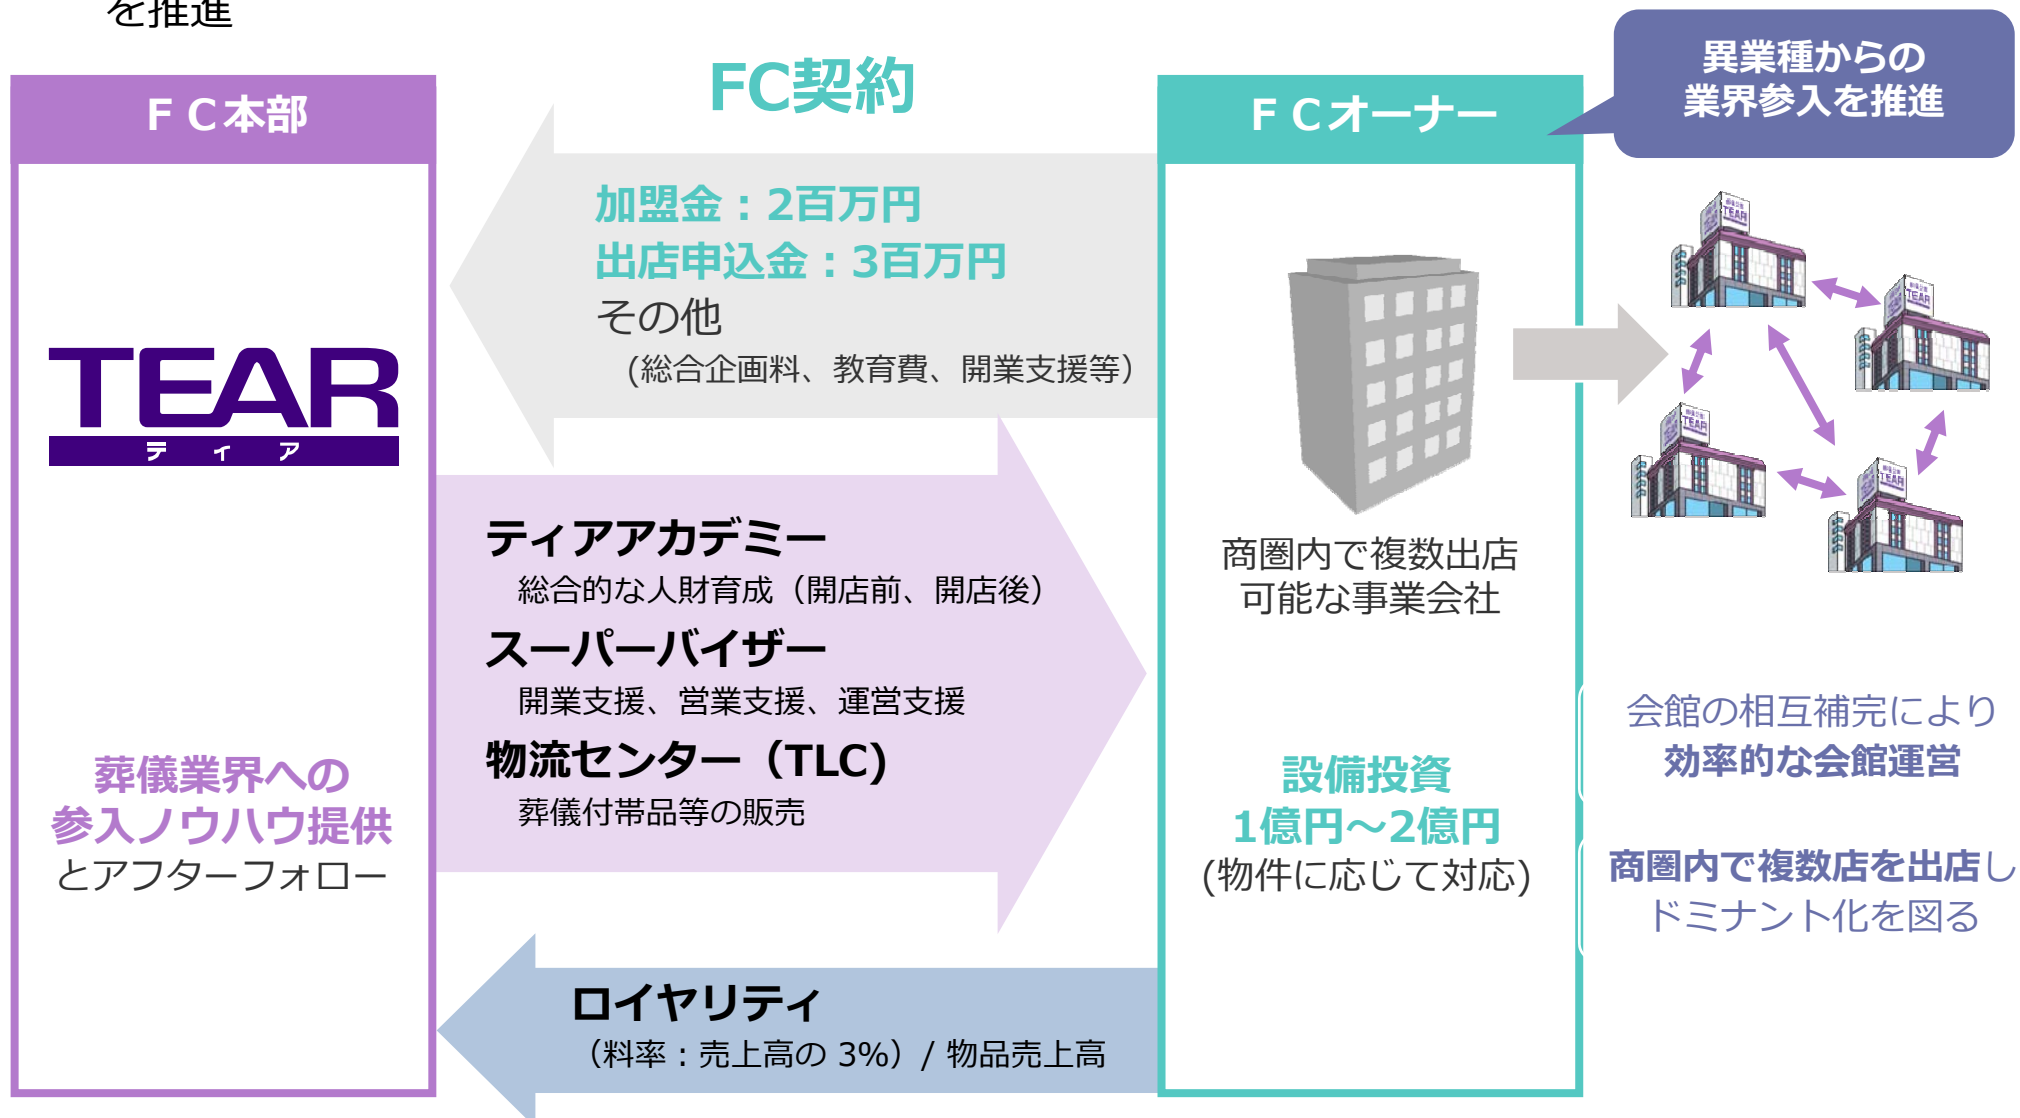 を推進
FC契約
異業種からの
業界参入を推進
ＦＣ本部
ＦＣオーナー
加盟金：2百万円
出店申込金：3百万円
その他
(総合企画料、教育費、開業支援等）
TEAR
ティア
ティアアカデミー
総合的な人財育成（開店前、開店後）
スーパーバイザー
開業支援、営業支援、運営支援
物流センター（TLC)
葬儀付帯品等の販売
葬儀業界への
参入ノウハウ提供
とアフターフォロー
商圏内で複数出店
可能な事業会社
設備投資
1億円～2億円
(物件に応じて対応)
TEAR
TEAR
TEAR
TEAR
会館の相互補完により
効率的な会館運営
商圏内で複数店を出店し
ドミナント化を図る
ロイヤリティ
（料率：売上高の 3%）/ 物品売上高